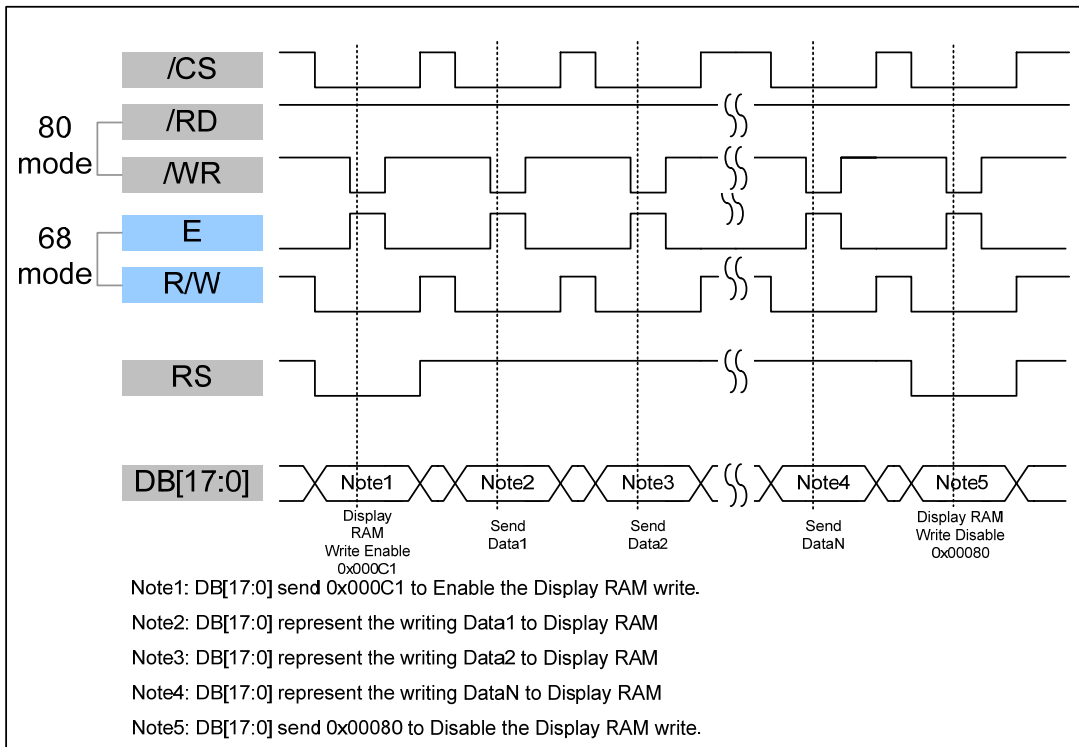 /CS
80
mode
/RD
/WR
68
mode
E
R/W
RS
DB[17:0]
Note1
Note2
Note3
Note4
Note5
Display
RAM
Write Enable
0x000C1
Send
Data1
Send
Data2
Send
DataN
Display RAM
Write Disable
0x00080
Note1: DB[17:0] send 0x000C1 to Enable the Display RAM write.
Note2: DB[17:0] represent the writing Data1 to Display RAM
Note3: DB[17:0] represent the writing Data2 to Display RAM
Note4: DB[17:0] represent the writing DataN to Display RAM
Note5: DB[17:0] send 0x00080 to Disable the Display RAM write.